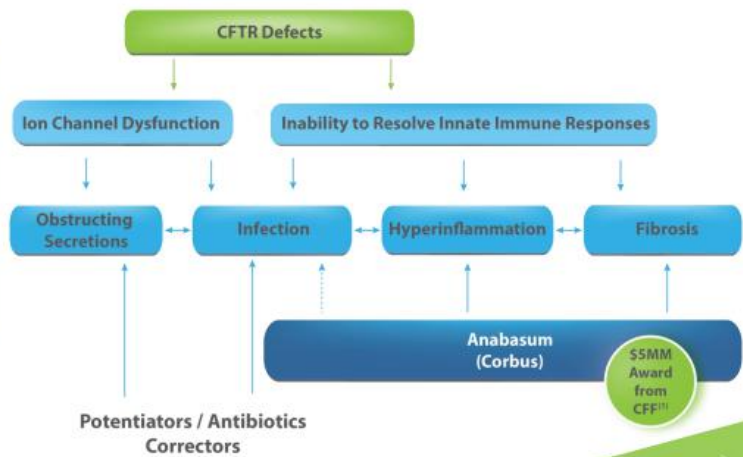 CFTR Defects
Ion Channel Dysfunction
Inability to Resolve Innate Immune Responses
Obstructing
Secretions
Infection
Hyperinflammation
Fibrosis
Anabasum
(Corbus)
$5MM
Award
from
CFF(1)
Potentiators / Antibiotics
Correctors